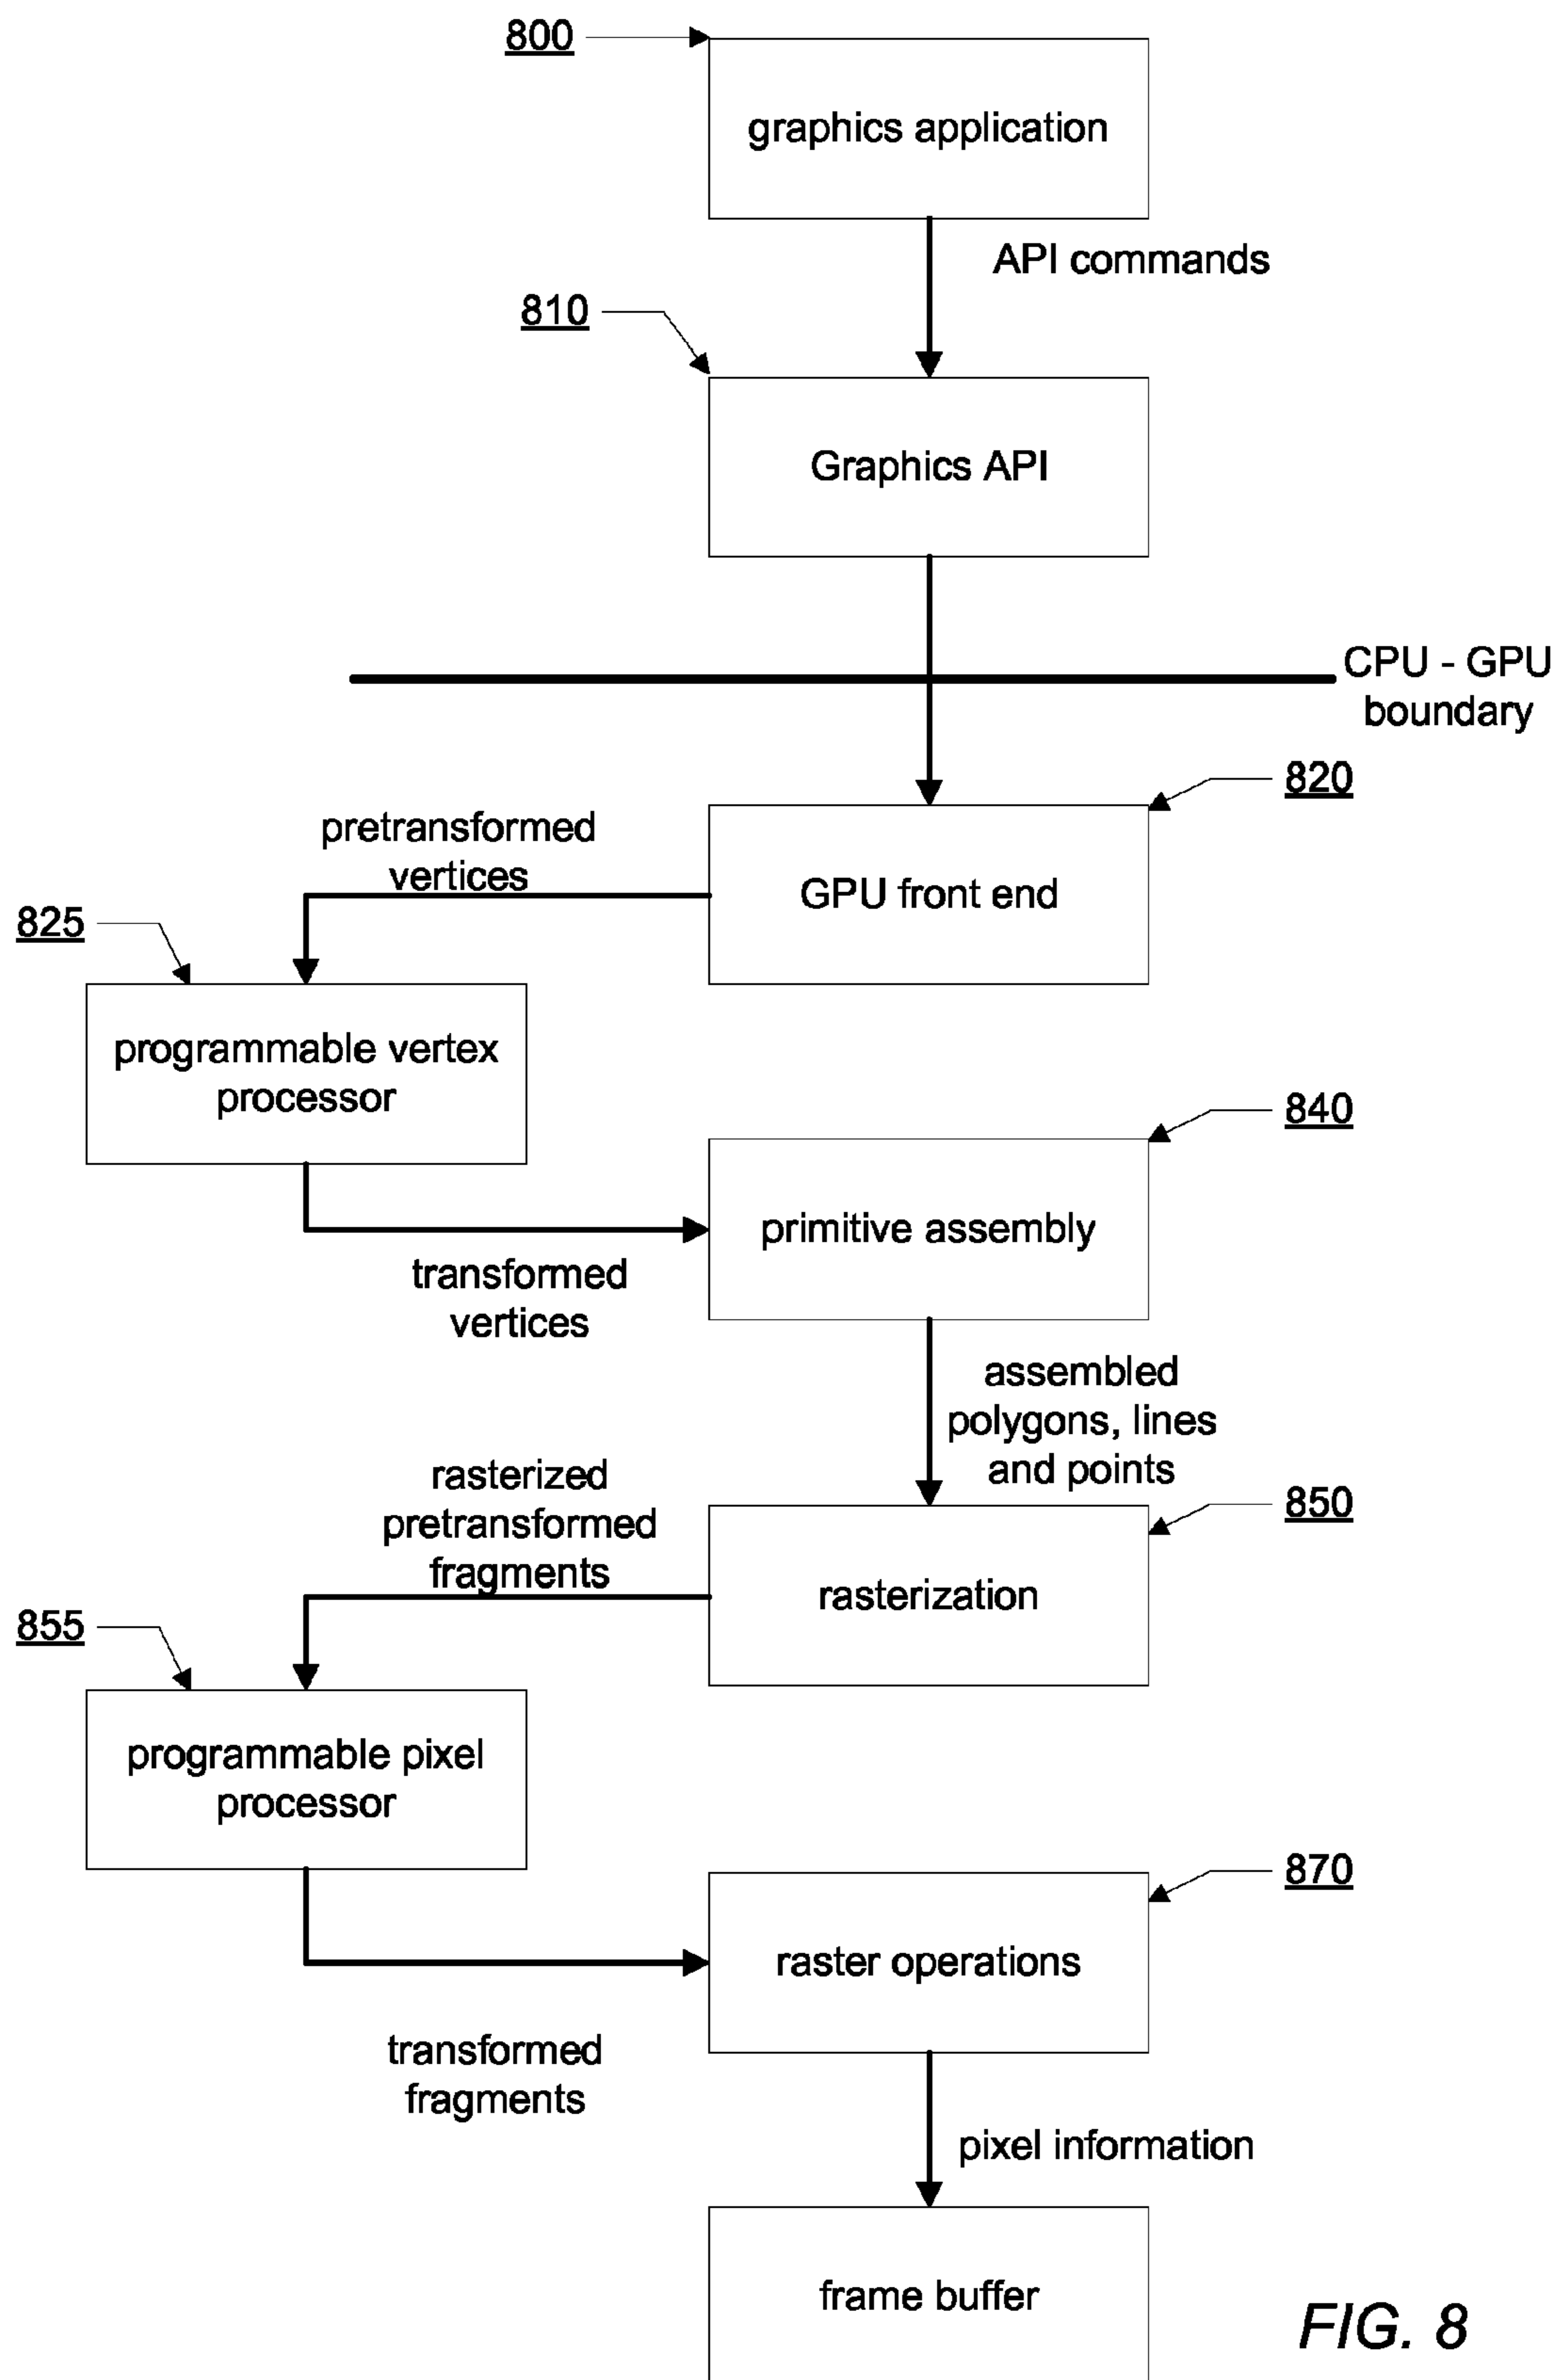 800
graphics application
API commands
810
Graphics API
CPU - GPU
boundary
820
pretransformed
vertices
GPU front end
825
programmable vertex
processor
840
primitive assembly
transformed
vertices
assembled
polygons, lines
and points
rasterized
pretransformed
fragments
850
rasterization
855
programmable pixel
processor
870
raster operations
transformed
fragments
pixel information
frame buffer
FIG. 8